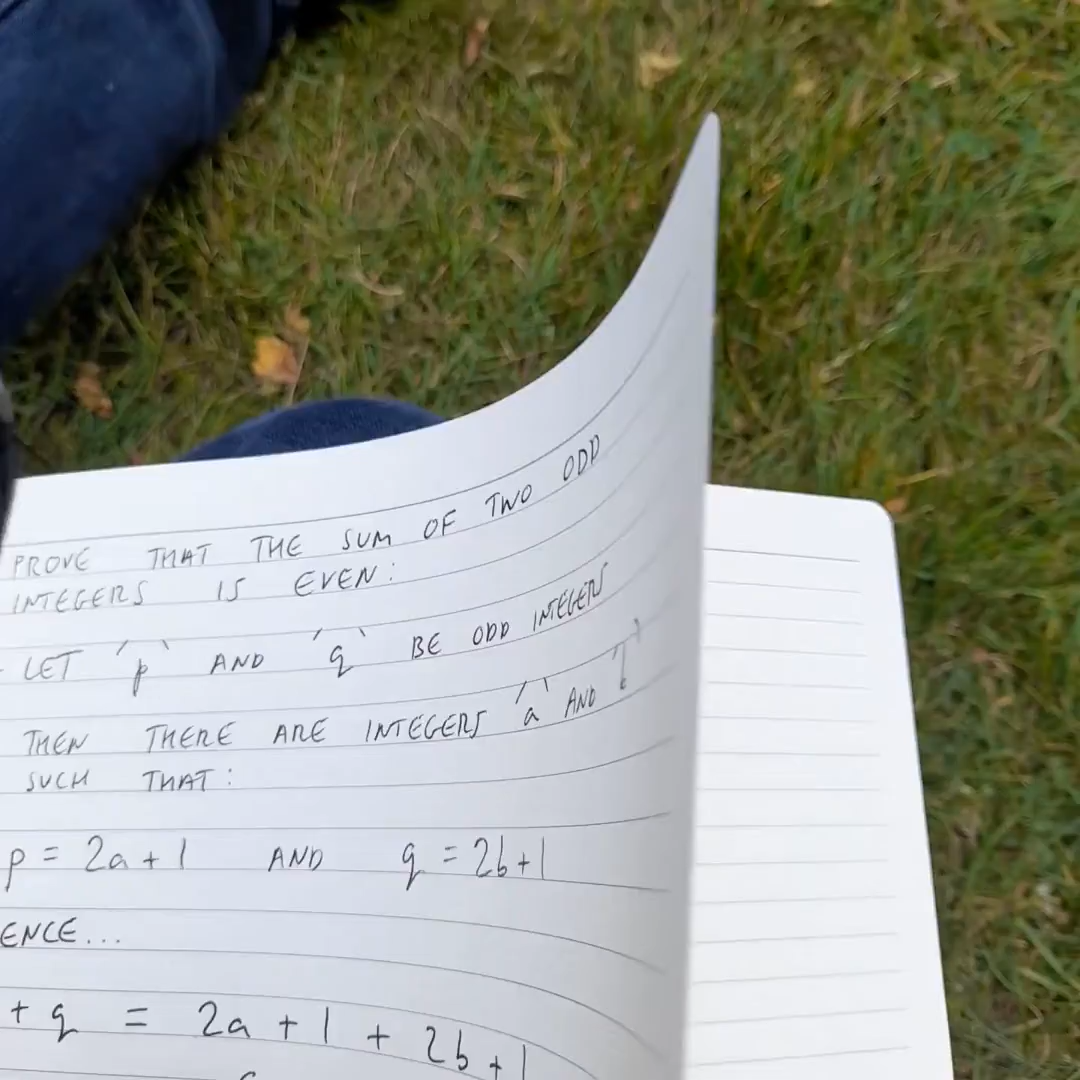 PROVE THAT THE SUM OF TWO ODD
INTEGERS IS EVEN:
- LET 'p' AND 'q' BE ODD INTEGERS
THEN THERE ARE INTEGERS 'a' AND
SUCH THAT:
p = 2a + 1 AND q = 2b + 1
ENCE...
+ q = 2a + 1 + 2b + 1